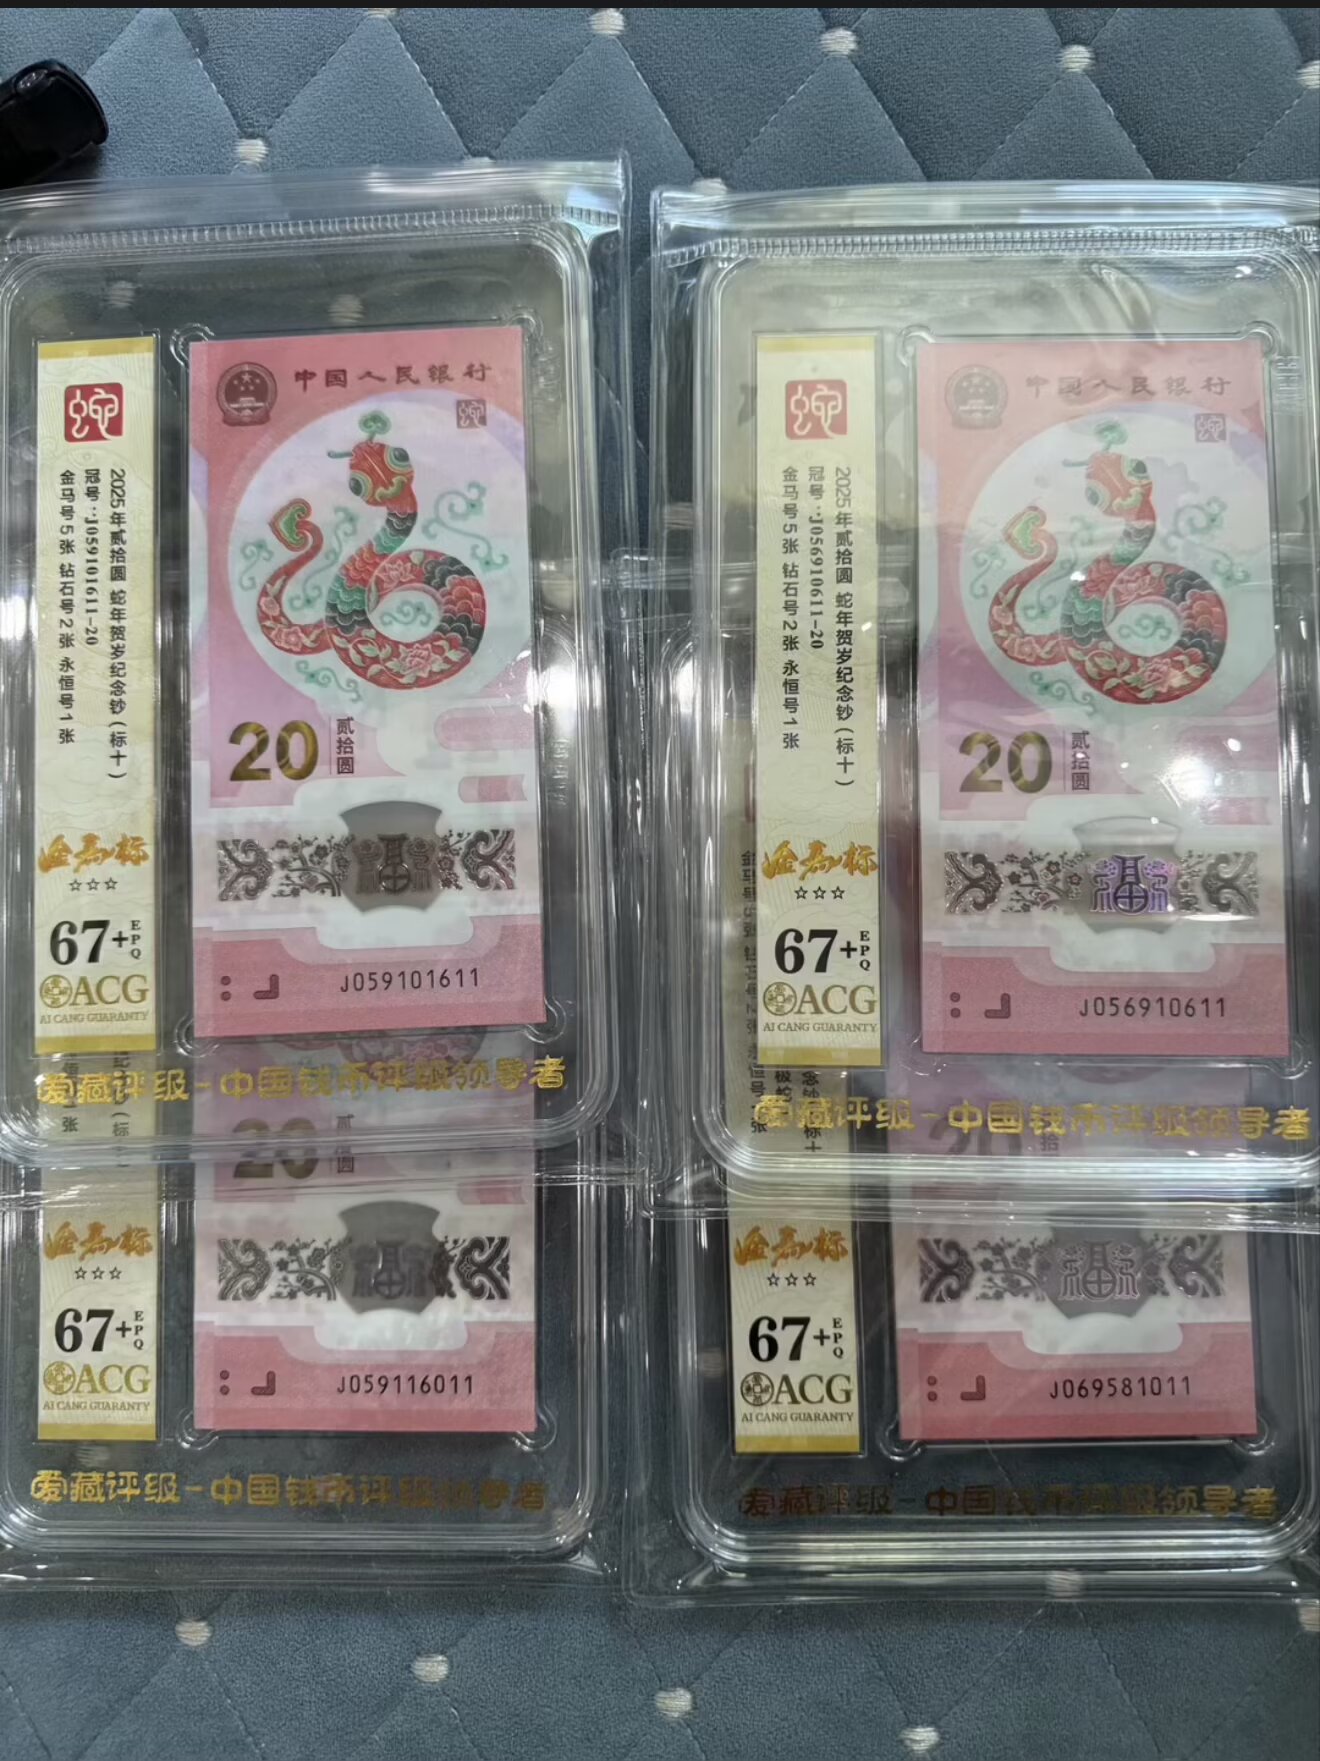 蛇
2025年贰拾圆 蛇年贺岁纪念钞（标十）
冠号：J059101611-20
金马号5张 钻石号2张 永恒号1张
金马标
☆☆☆
67+EPQ
ACG
AI CANG GUARANTY
中国人民银行
蛇
20
贰拾圆
福
J059101611
爱藏评级-中国钱币评级领导者
蛇
2025年贰拾圆 蛇年贺岁纪念钞（标十）
冠号：J056910611-20
金马号5张 钻石号2张 永恒号1张
金马标
☆☆☆
67+EPQ
ACG
AI CANG GUARANTY
中国人民银行
蛇
20
贰拾圆
福
J056910611
爱藏评级-中国钱币评级领导者
20
金马标
☆☆☆
67+EPQ
ACG
AI CANG GUARANTY
福
J059116011
爱藏评级-中国钱币评级领导者
金马标
☆☆☆
67+EPQ
ACG
AI CANG GUARANTY
福
J069581011
爱藏评级-中国钱币评级领导者